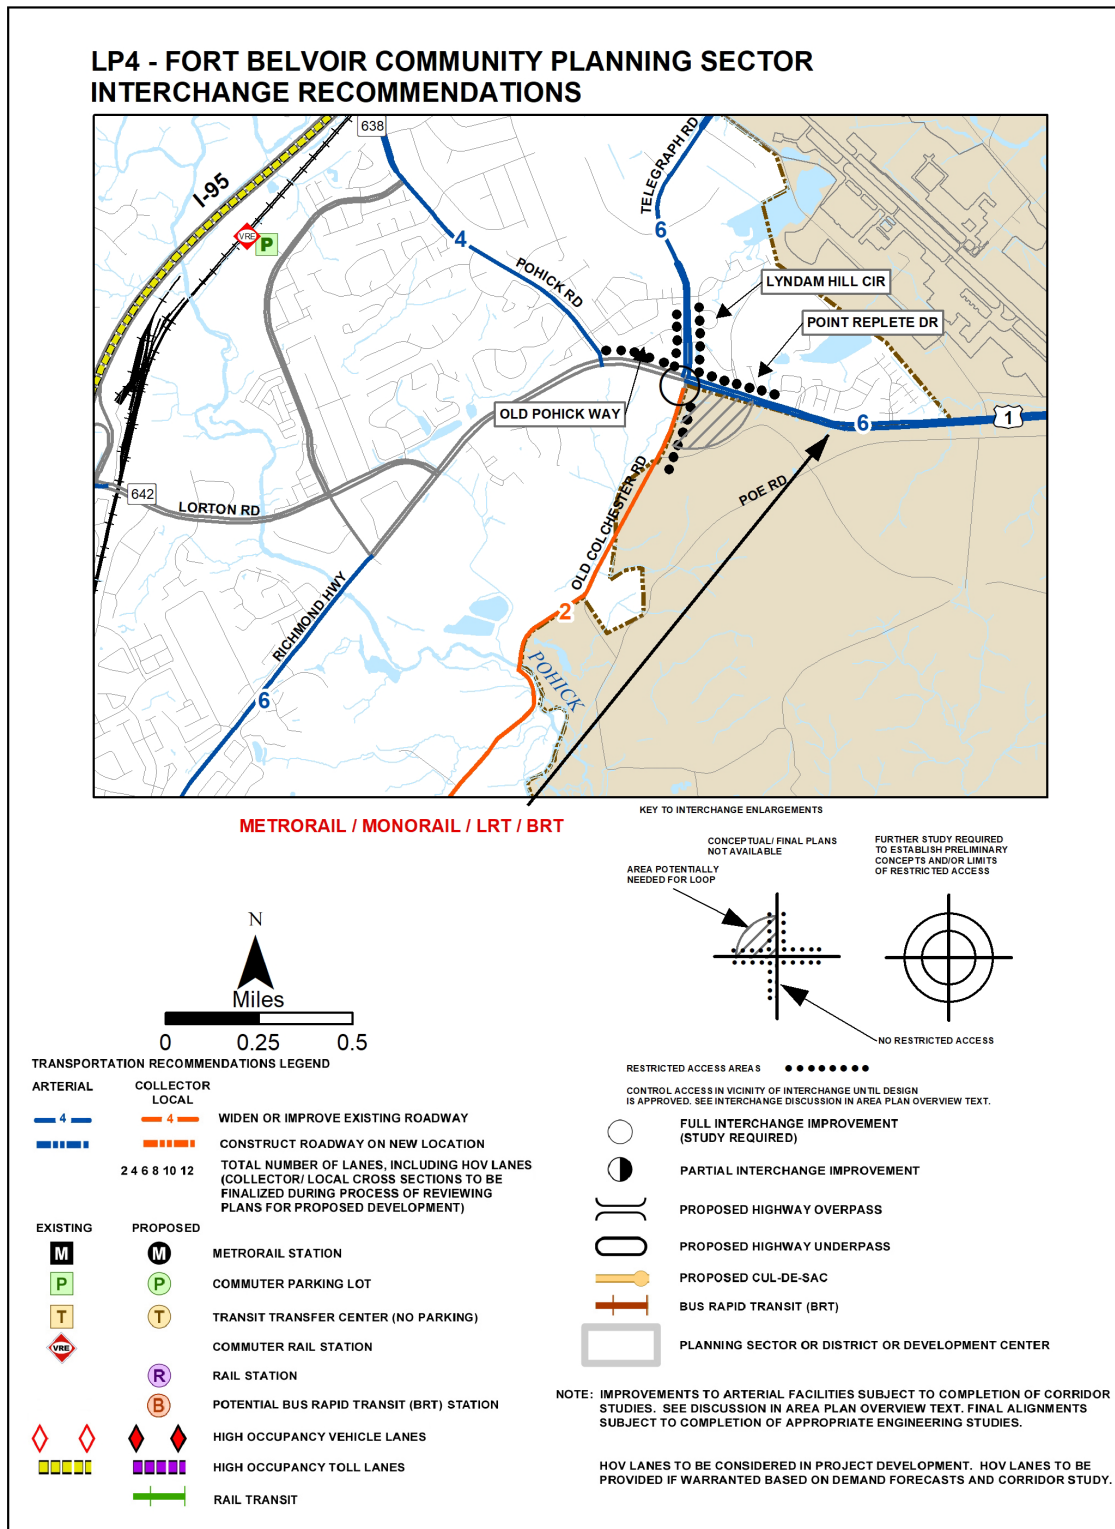 LP4 - FORT BELVOIR COMMUNITY PLANNING SECTOR
INTERCHANGE RECOMMENDATIONS
638
I-95
VRE
P
4
POHICK RD
TELEGRAPH RD
6
LYNDAM HILL CIR
POINT REPLETE DR
OLD POHICK WAY
6
1
642
LORTON RD
POE RD
OLD COLCHESTER RD
RICHMOND HWY
2
6
POHICK
METRORAIL / MONORAIL / LRT / BRT
KEY TO INTERCHANGE ENLARGEMENTS
CONCEPTUAL/ FINAL PLANS
NOT AVAILABLE
FURTHER STUDY REQUIRED
TO ESTABLISH PRELIMINARY
CONCEPTS AND/OR LIMITS
OF RESTRICTED ACCESS
AREA POTENTIALLY
NEEDED FOR LOOP
NO RESTRICTED ACCESS
N
Miles
0 0.25 0.5
TRANSPORTATION RECOMMENDATIONS LEGEND
ARTERIAL
COLLECTOR
LOCAL
4
4
WIDEN OR IMPROVE EXISTING ROADWAY
CONSTRUCT ROADWAY ON NEW LOCATION
2 4 6 8 10 12
TOTAL NUMBER OF LANES, INCLUDING HOV LANES
(COLLECTOR/ LOCAL CROSS SECTIONS TO BE
FINALIZED DURING PROCESS OF REVIEWING
PLANS FOR PROPOSED DEVELOPMENT)
EXISTING
PROPOSED
M
M
METRORAIL STATION
P
P
COMMUTER PARKING LOT
T
T
TRANSIT TRANSFER CENTER (NO PARKING)
VRE
COMMUTER RAIL STATION
R
RAIL STATION
B
POTENTIAL BUS RAPID TRANSIT (BRT) STATION
HIGH OCCUPANCY VEHICLE LANES
HIGH OCCUPANCY TOLL LANES
RAIL TRANSIT
RESTRICTED ACCESS AREAS
CONTROL ACCESS IN VICINITY OF INTERCHANGE UNTIL DESIGN
IS APPROVED. SEE INTERCHANGE DISCUSSION IN AREA PLAN OVERVIEW TEXT.
FULL INTERCHANGE IMPROVEMENT
(STUDY REQUIRED)
PARTIAL INTERCHANGE IMPROVEMENT
PROPOSED HIGHWAY OVERPASS
PROPOSED HIGHWAY UNDERPASS
PROPOSED CUL-DE-SAC
BUS RAPID TRANSIT (BRT)
PLANNING SECTOR OR DISTRICT OR DEVELOPMENT CENTER
NOTE: IMPROVEMENTS TO ARTERIAL FACILITIES SUBJECT TO COMPLETION OF CORRIDOR
STUDIES. SEE DISCUSSION IN AREA PLAN OVERVIEW TEXT. FINAL ALIGNMENTS
SUBJECT TO COMPLETION OF APPROPRIATE ENGINEERING STUDIES.
HOV LANES TO BE CONSIDERED IN PROJECT DEVELOPMENT. HOV LANES TO BE
PROVIDED IF WARRANTED BASED ON DEMAND FORECASTS AND CORRIDOR STUDY.